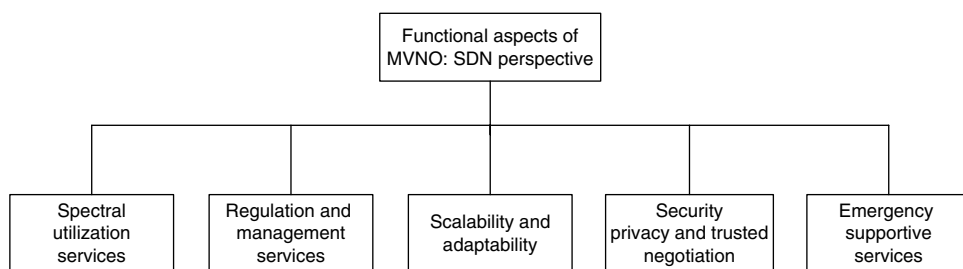 Functional aspects of
MVNO: SDN perspective
Spectral
utilization
services
Regulation and
management
services
Scalability and
adaptability
Security
privacy and trusted
negotiation
Emergency
supportive
services